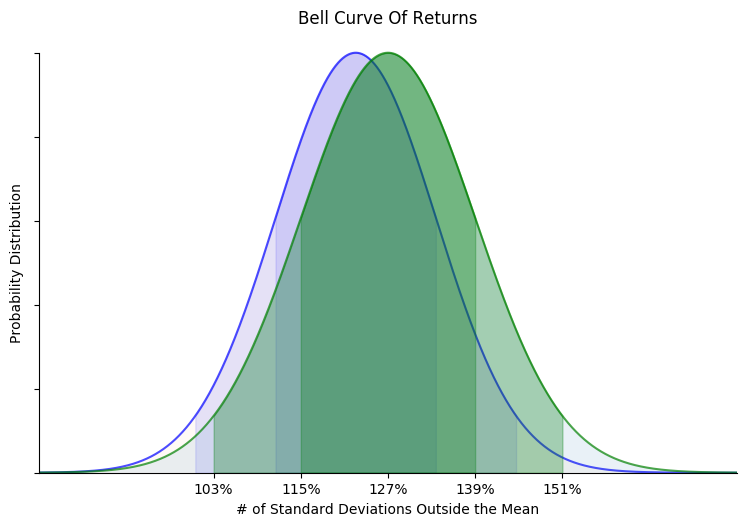 Bell Curve Of Returns
Probability Distribution
103% 115% 127% 139% 151%
# of Standard Deviations Outside the Mean